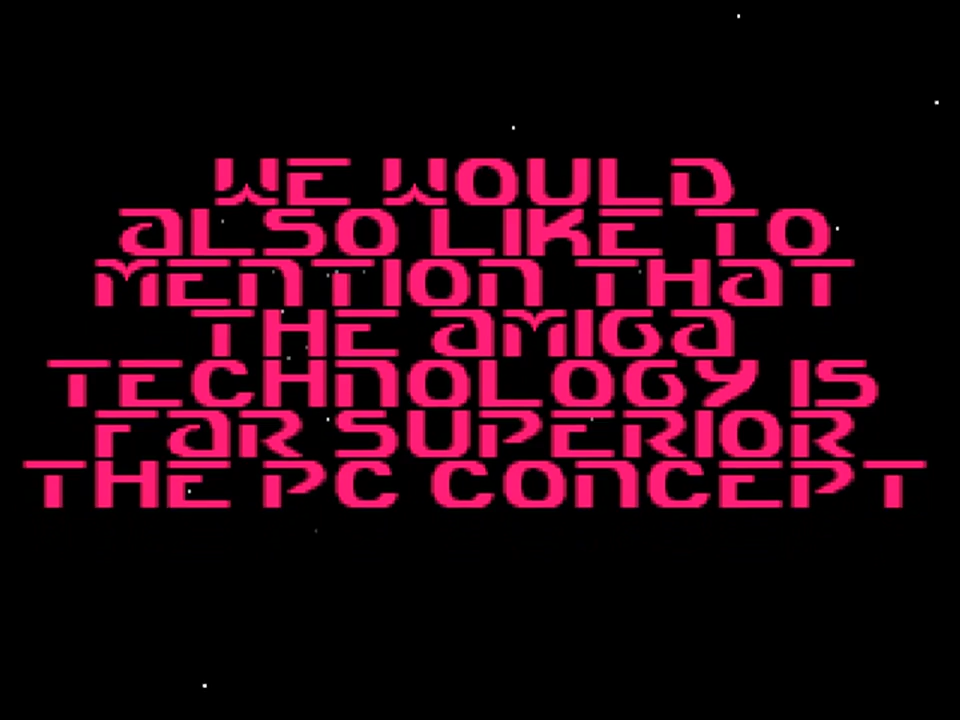 WE WOULD
ALSO LIKE TO
MENTION THAT
THE AMIGA
TECHNOLOGY IS
FAR SUPERIOR
THE PC CONCEPT